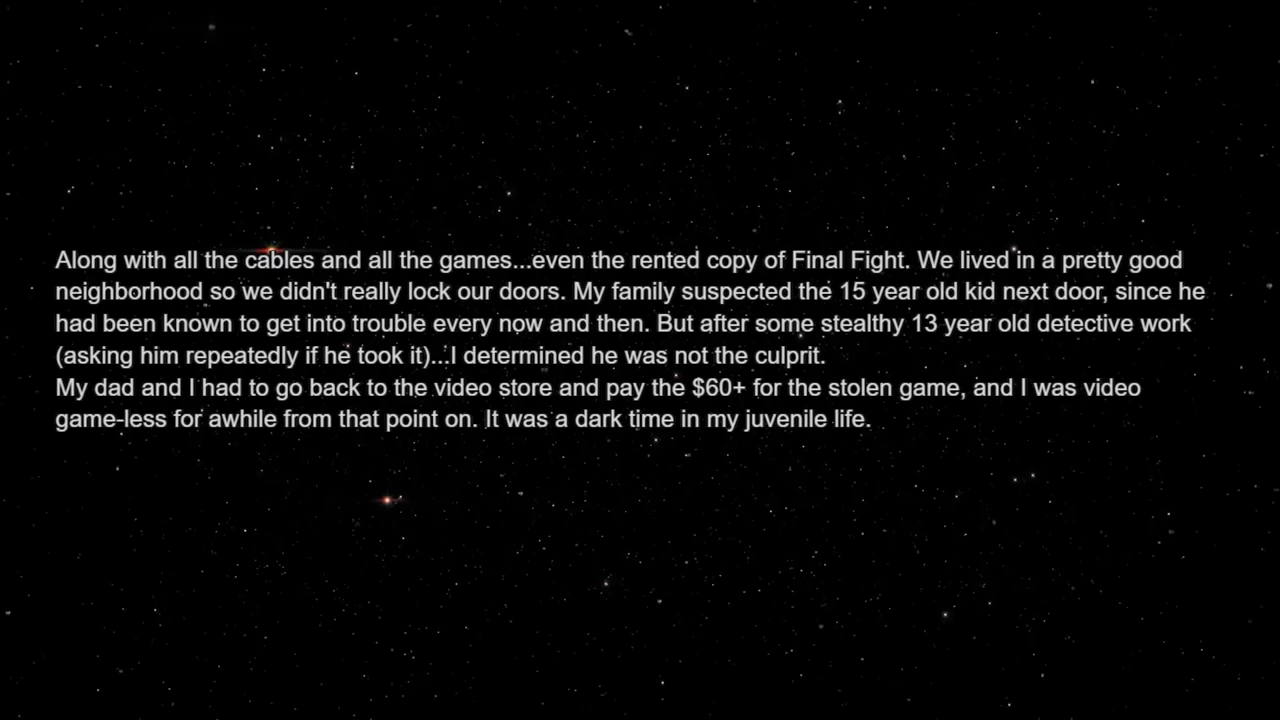 Along with all the cables and all the games...even the rented copy of Final Fight. We lived in a pretty good
neighborhood so we didn't really lock our doors. My family suspected the 15 year old kid next door, since he
had been known to get into trouble every now and then. But after some stealthy 13 year old detective work
(asking him repeatedly if he took it)...I determined he was not the culprit.
My dad and I had to go back to the video store and pay the $60+ for the stolen game, and I was video
game-less for awhile from that point on. It was a dark time in my juvenile life.